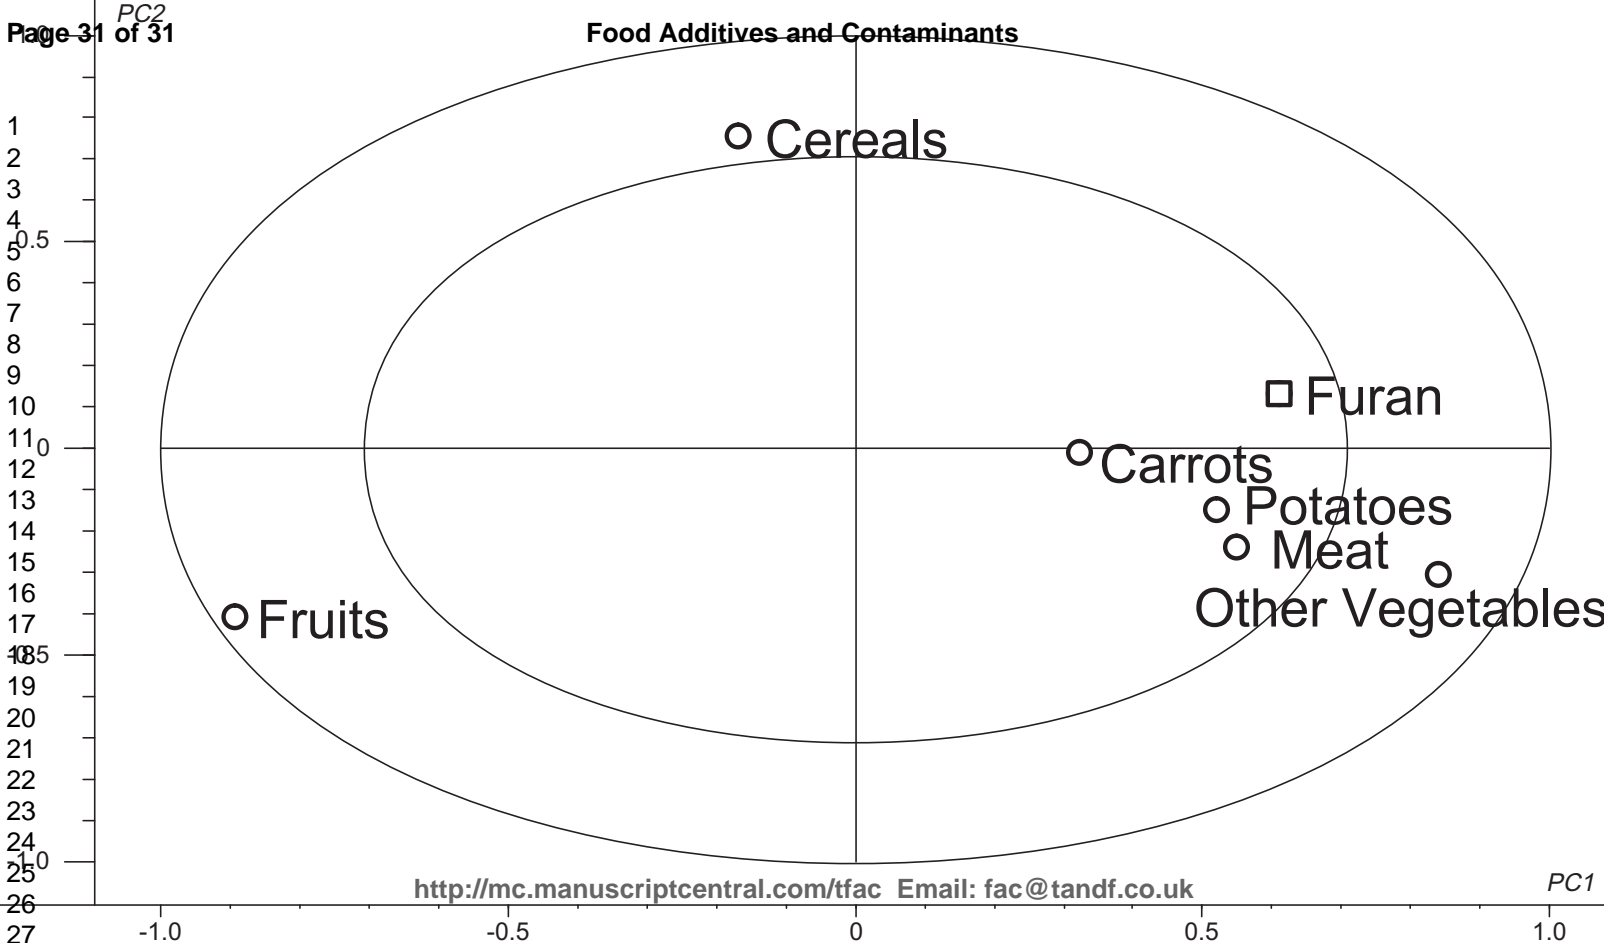 PC2
Page 31 of 31
Food Additives and Contaminants
1.0
1
Cereals
2
3
4
0.5
5
6
7
8
9
Furan
10
11
0
12
Carrots
13
Potatoes
14
Meat
15
16
Other Vegetables
17
Fruits
18
-0.5
19
20
21
22
23
24
-1.0
25
PC1
http://mc.manuscriptcentral.com/tfac Email: fac@tandf.co.uk
26
27
-1.0 -0.5 0 0.5 1.0